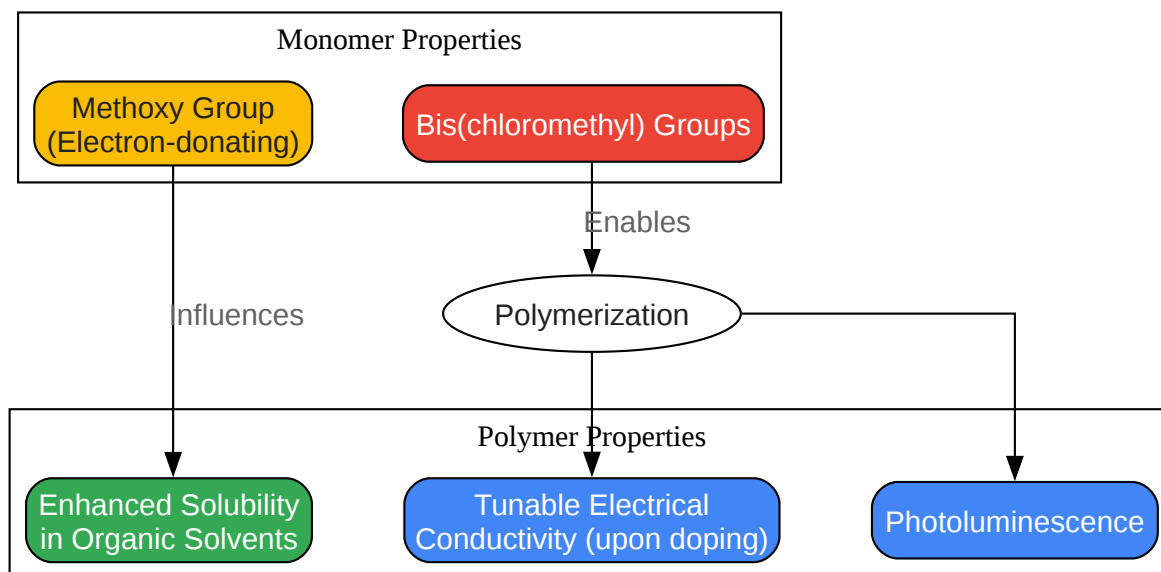 Monomer Properties
Methoxy Group
(Electron-donating)
Bis(chloromethyl) Groups
Enables
Influences
Polymerization
Polymer Properties
Enhanced Solubility
in Organic Solvents
Tunable Electrical
Conductivity (upon doping)
Photoluminescence